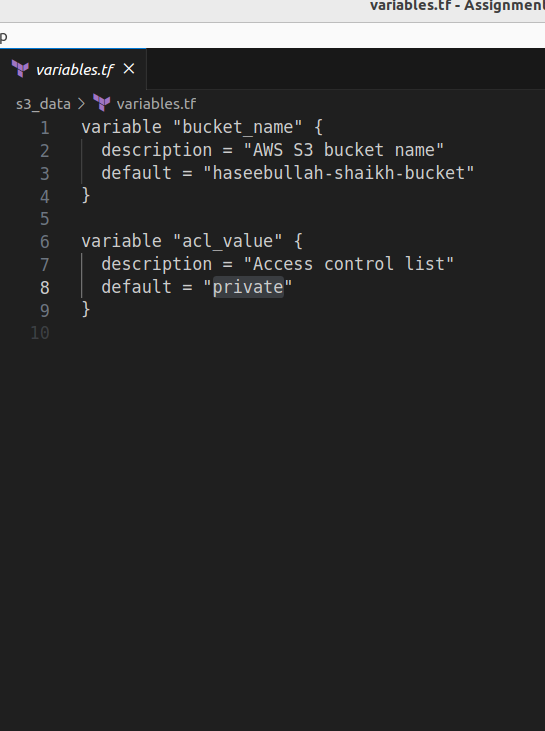 variables.tf - Assignment
p
variables.tf ×
s3_data > variables.tf
1 variable "bucket_name" {
2 description = "AWS S3 bucket name"
3 default = "haseebullah-shaikh-bucket"
4 }
5
6 variable "acl_value" {
7 description = "Access control list"
8 default = "private"
9 }
10